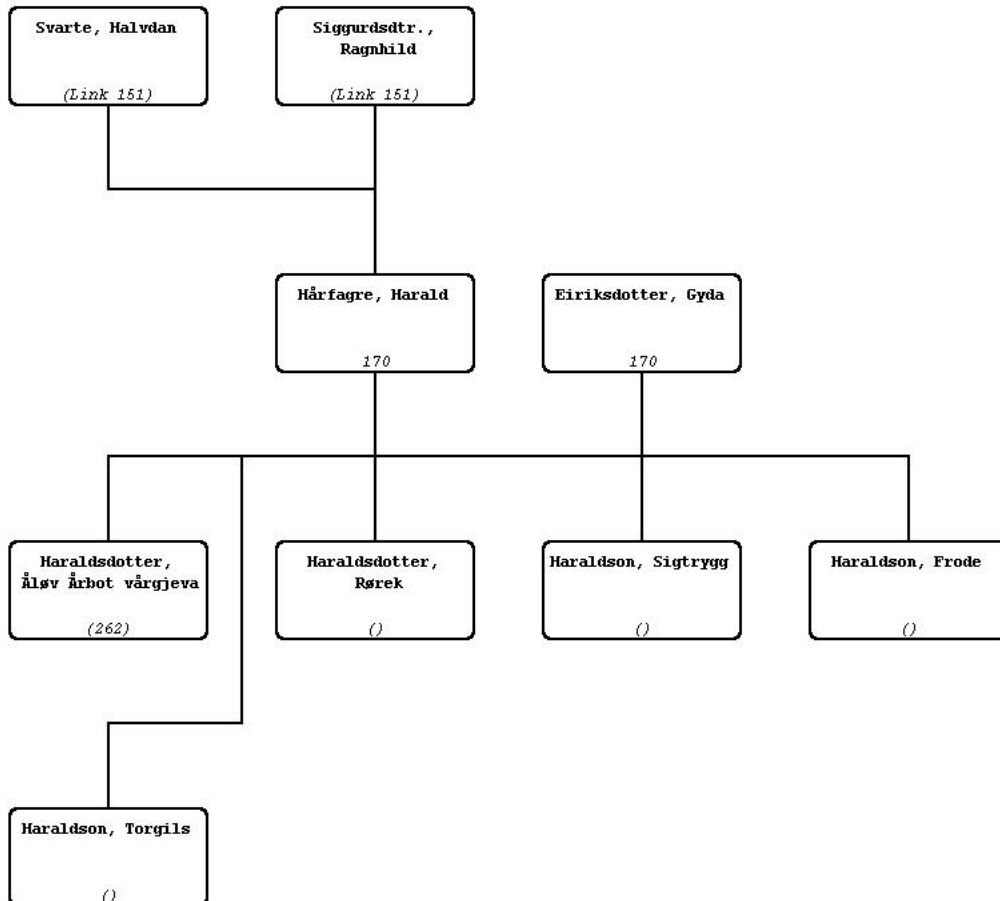 Svarte, Halvdan
(Link 151)
Siggurdsdtr.,
Ragnhild
(Link 151)
Hårfagre, Harald
170
Eiriksdotter, Gyda
170
Haraldsdotter,
Åløv Årbot vårgjeva
(262)
Haraldsdotter,
Rørek
()
Haraldson, Sigtrygg
()
Haraldson, Frode
()
Haraldson, Torgils
()